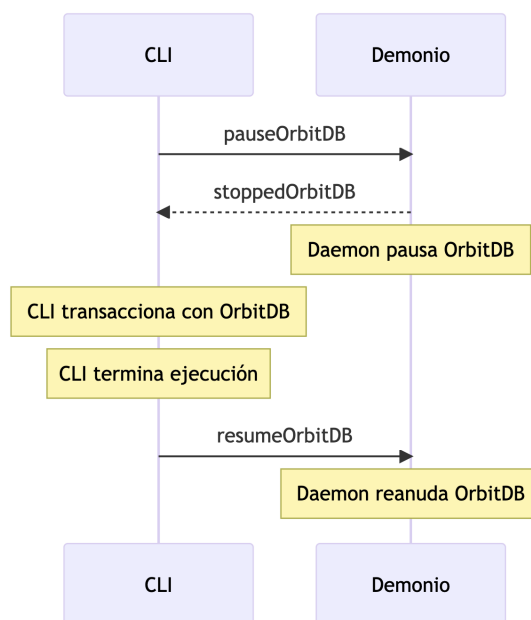 CLI
Demonio
pauseOrbitDB
stoppedOrbitDB
Daemon pausa OrbitDB
CLI transacciona con OrbitDB
CLI termina ejecución
resumeOrbitDB
Daemon reanuda OrbitDB
CLI
Demonio